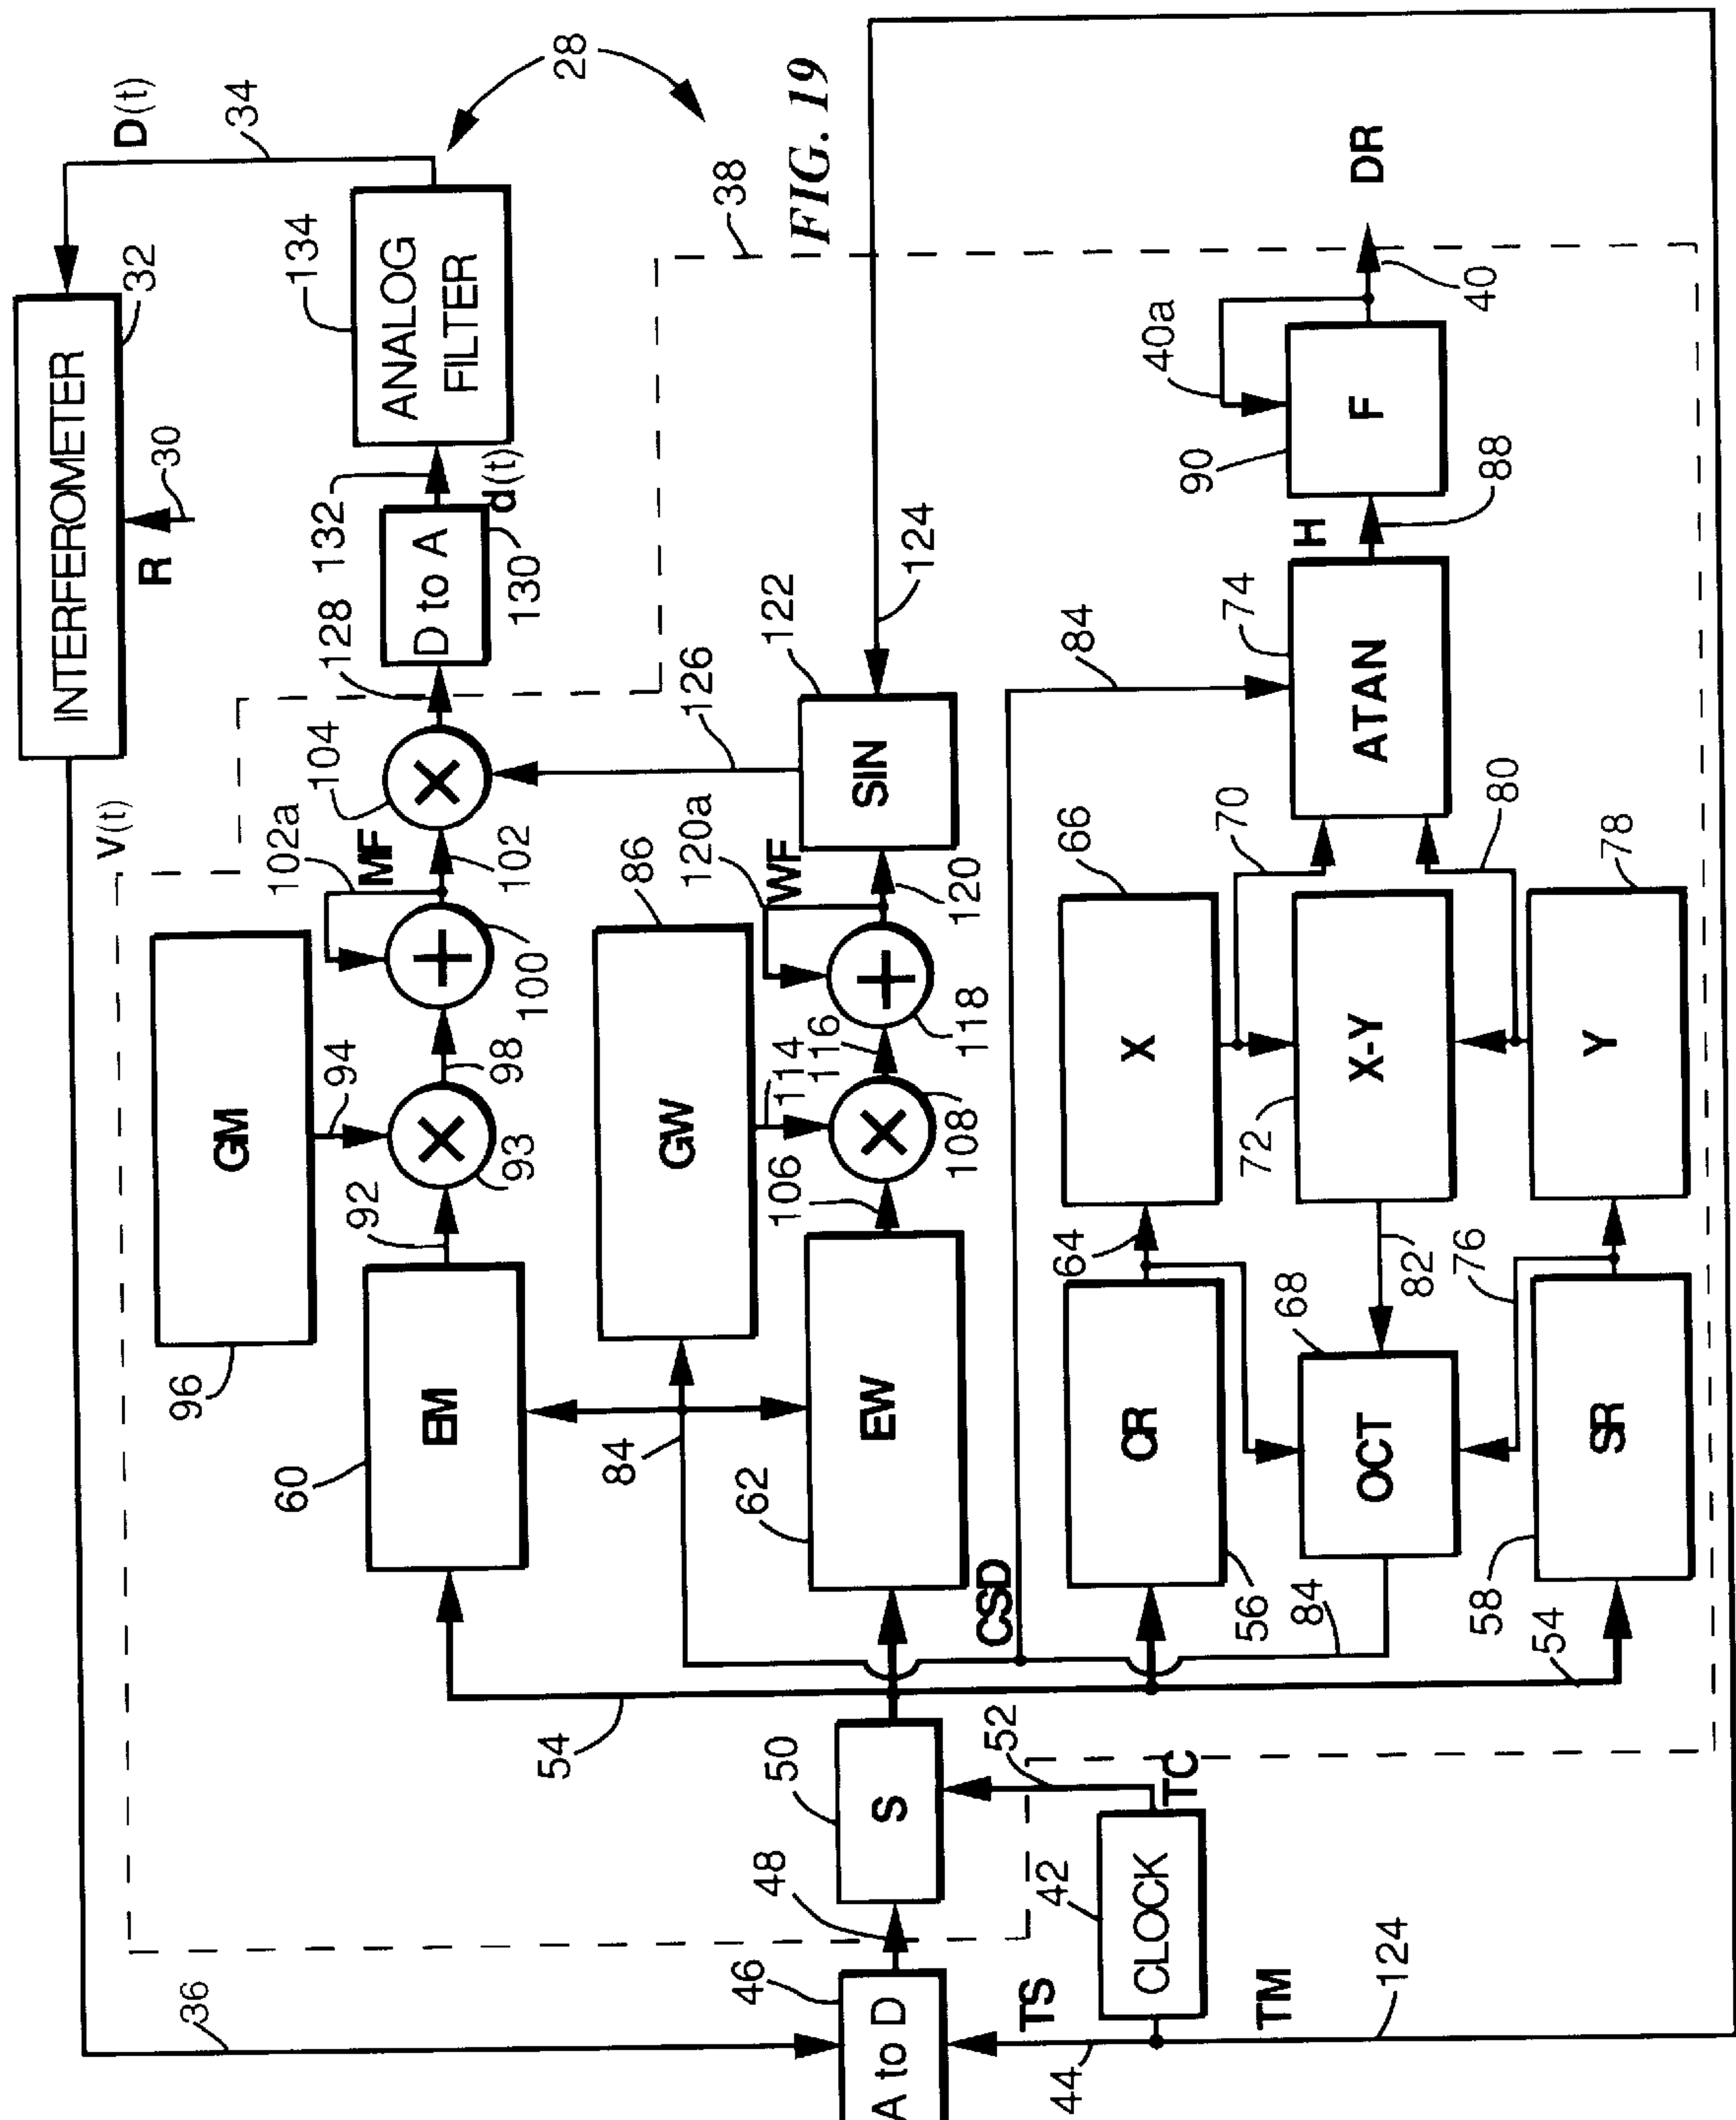 INTERFEROMETER
32
R
30
D(t)
34
28
V(t)
36
GM
96
94
EM
60
92
93
98
100
102a
MF
102
104
128
D to A
130
132
d(t)
ANALOG
FILTER
134
38
FIG. 19
GW
86
84
114
EW
62
106
108
116
118
120a
WF
120
SIN
122
126
124
A to D
46
48
S
50
52
54
CSD
CLOCK
42
TC
TS
44
TM
124
CR
56
64
X
66
70
OCT
68
82
X-Y
72
84
SR
58
54
76
Y
78
80
84
ATAN
74
H
88
F
90
40a
40
DR